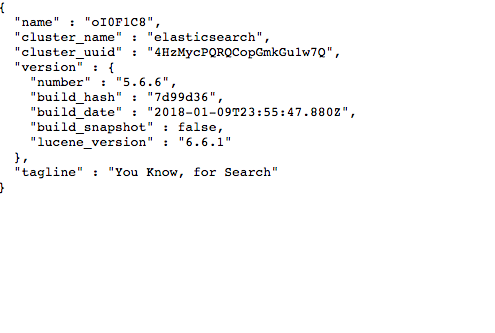 {
  "name" : "oI0F1C8",
  "cluster_name" : "elasticsearch",
  "cluster_uuid" : "4HzMycPQRQCopGmkGu1w7Q",
  "version" : {
    "number" : "5.6.6",
    "build_hash" : "7d99d36",
    "build_date" : "2018-01-09T23:55:47.880Z",
    "build_snapshot" : false,
    "lucene_version" : "6.6.1"
  },
  "tagline" : "You Know, for Search"
}